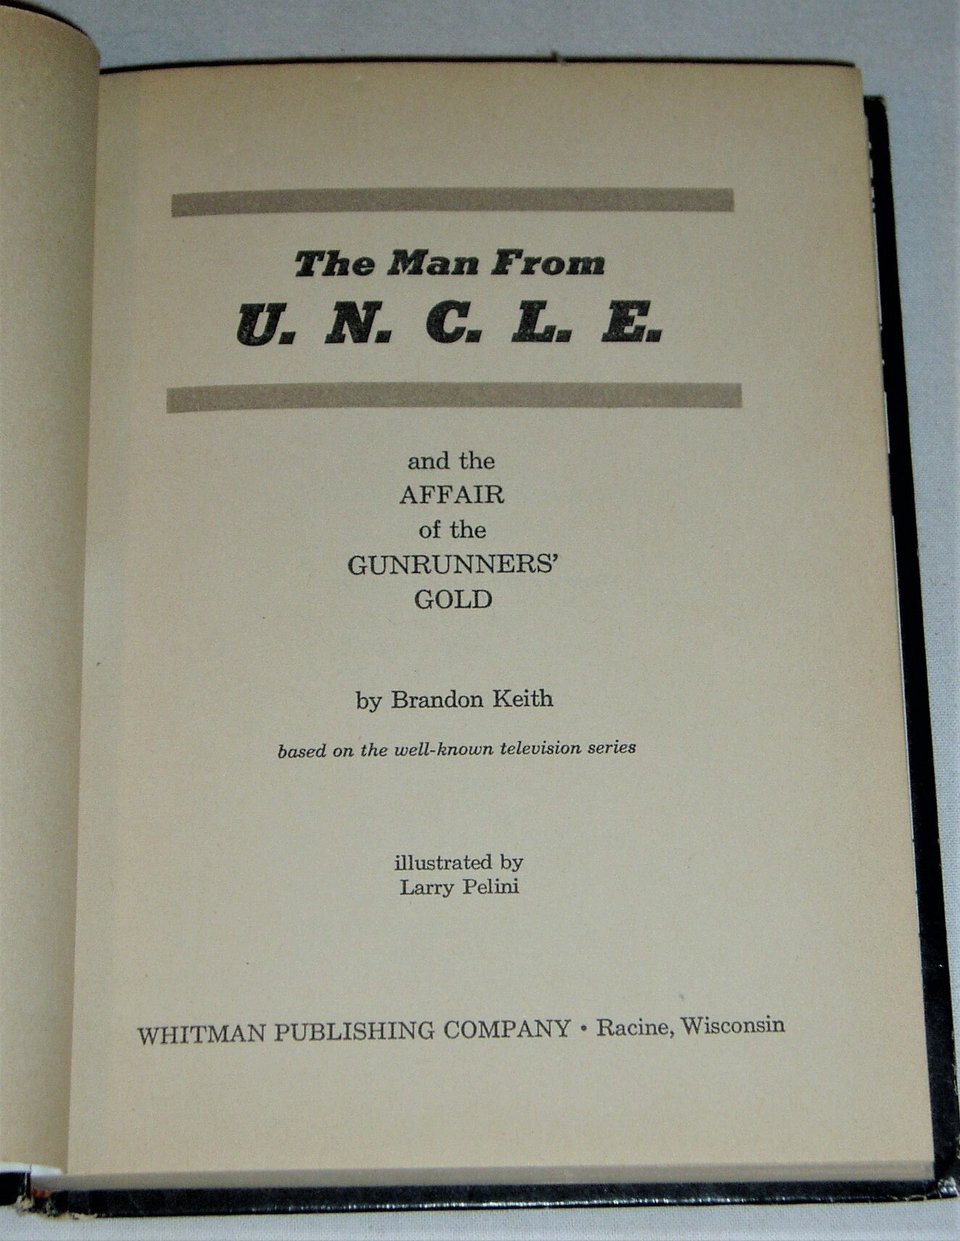 The Man From
U. N. C. L. E.
and the
AFFAIR
of the
GUNRUNNERS'
GOLD
by Brandon Keith
based on the well-known television series
illustrated by
Larry Pelini
WHITMAN PUBLISHING COMPANY • Racine, Wisconsin